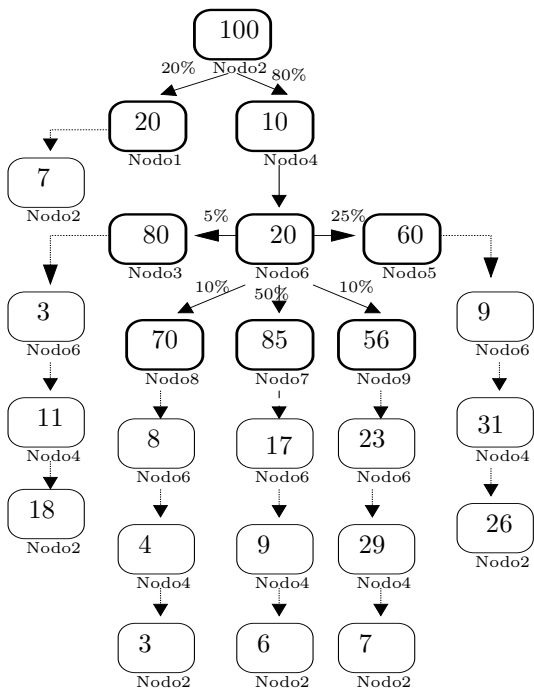 100
Nodo2
20% 80%
20 10
Nodo1 Nodo4
7
Nodo2
5% 25%
80 20 60
Nodo3 Nodo6 Nodo5
10% 50% 10%
3 9
Nodo6 Nodo6
70 85 56
Nodo8 Nodo7 Nodo9
11 31
Nodo4 Nodo4
8 17 23
Nodo6 Nodo6 Nodo6
18 26
Nodo2 Nodo2
4 9 29
Nodo4 Nodo4 Nodo4
3 6 7
Nodo2 Nodo2 Nodo2